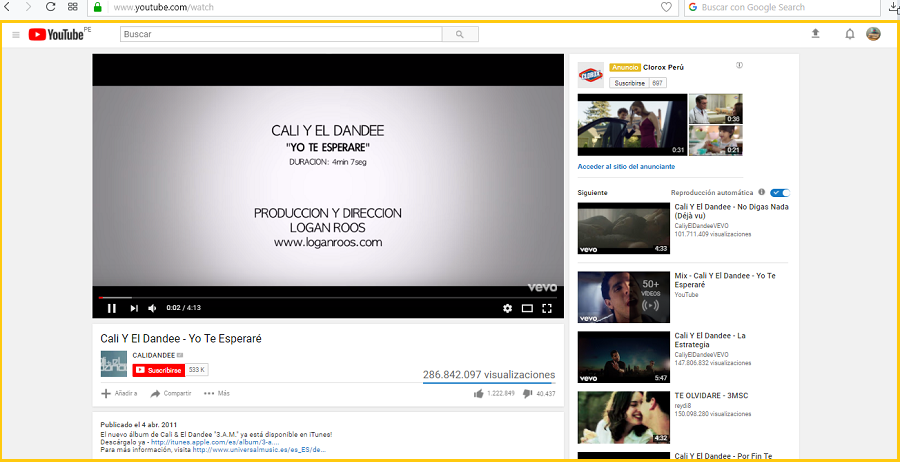 www.youtube.com/watch
Buscar con Google Search
YouTube PE
Buscar
CALI Y EL DANDEE
"YO TE ESPERARE"
DURACION: 4min 7seg
PRODUCCION Y DIRECCION
LOGAN ROOS
www.loganroos.com
vevo
0:02 / 4:13
Cali Y El Dandee - Yo Te Esperaré
CALIDANDEE
Suscribirse 533 K
286.842.097 visualizaciones
Añadir a Compartir Más
1.222.849 40.437
Publicado el 4 abr. 2011
El nuevo álbum de Cali & El Dandee "3.A.M." ya está disponible en iTunes!
Descárgalo ya - http://itunes.apple.com/es/album/3-a....
Para más información, visita http://www.universalmusic.es/es_ES/de...
CLOROX
Anuncio Clorox Perú
Suscribirse 697
0:31
0:38
0:21
Acceder al sitio del anunciante
Siguiente Reproducción automática
vevo 4:33
Cali Y El Dandee - No Digas Nada
(Déjà vu)
CaliyElDandeeVEVO
101.711.409 visualizaciones
vevo
50+
VÍDEOS
Mix - Cali Y El Dandee - Yo Te
Esperaré
YouTube
vevo 5:47
Cali Y El Dandee - La
Estrategia
CaliyElDandeeVEVO
147.806.832 visualizaciones
4:32
TE OLVIDARE - 3MSC
reydi8
150.098.280 visualizaciones
Cali Y El Dandee - Por Fin Te